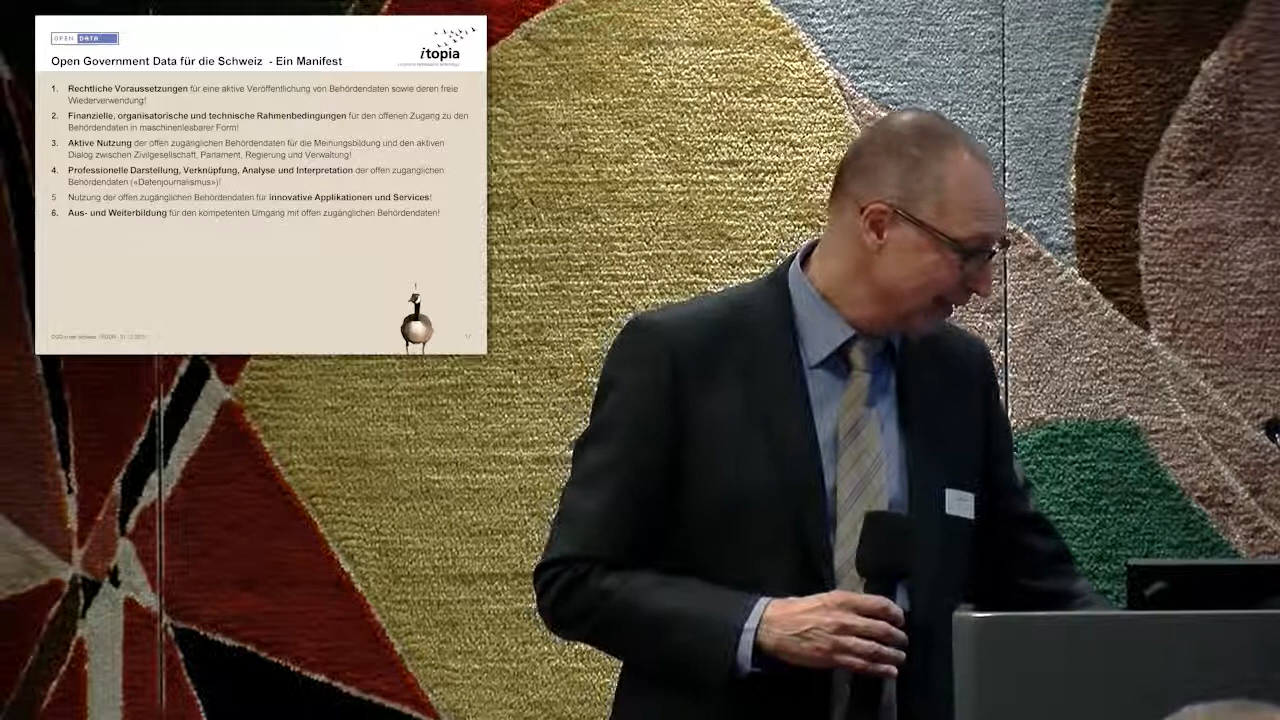 OPEN DATA
itopia
Open Government Data für die Schweiz - Ein Manifest
1. Rechtliche Voraussetzungen für eine aktive Veröffentlichung von Behördendaten sowie deren freie
Wiederverwendung!
2. Finanzielle, organisatorische und technische Rahmenbedingungen für den offenen Zugang zu den
Behördendaten in maschinenlesbarer Form!
3. Aktive Nutzung der offen zugänglichen Behördendaten für die Meinungsbildung und den aktiven
Dialog zwischen Zivilgesellschaft, Parlament, Regierung und Verwaltung!
4. Professionelle Darstellung, Verknüpfung, Analyse und Interpretation der offen zugänglichen
Behördendaten («Datenjournalismus»)!
5 Nutzung der offen zugänglichen Behördendaten für innovative Applikationen und Services!
6. Aus- und Weiterbildung für den kompetenten Umgang mit offen zugänglichen Behördendaten!